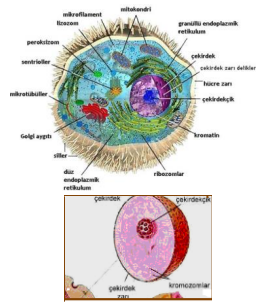 mikrofilament
lizozom
mitokondri
granüllü endoplazmik
retikulum
peroksizom
sentrioller
çekirdek
çekirdek zarı delikler
hücre zarı
çekirdekçik
mikrotübüller
kromatin
Golgi aygıtı
siller
düz
endoplazmik
retikulum
ribozomlar
çekirdek
çekirdekçik
kromozomlar
çekirdek
zarı